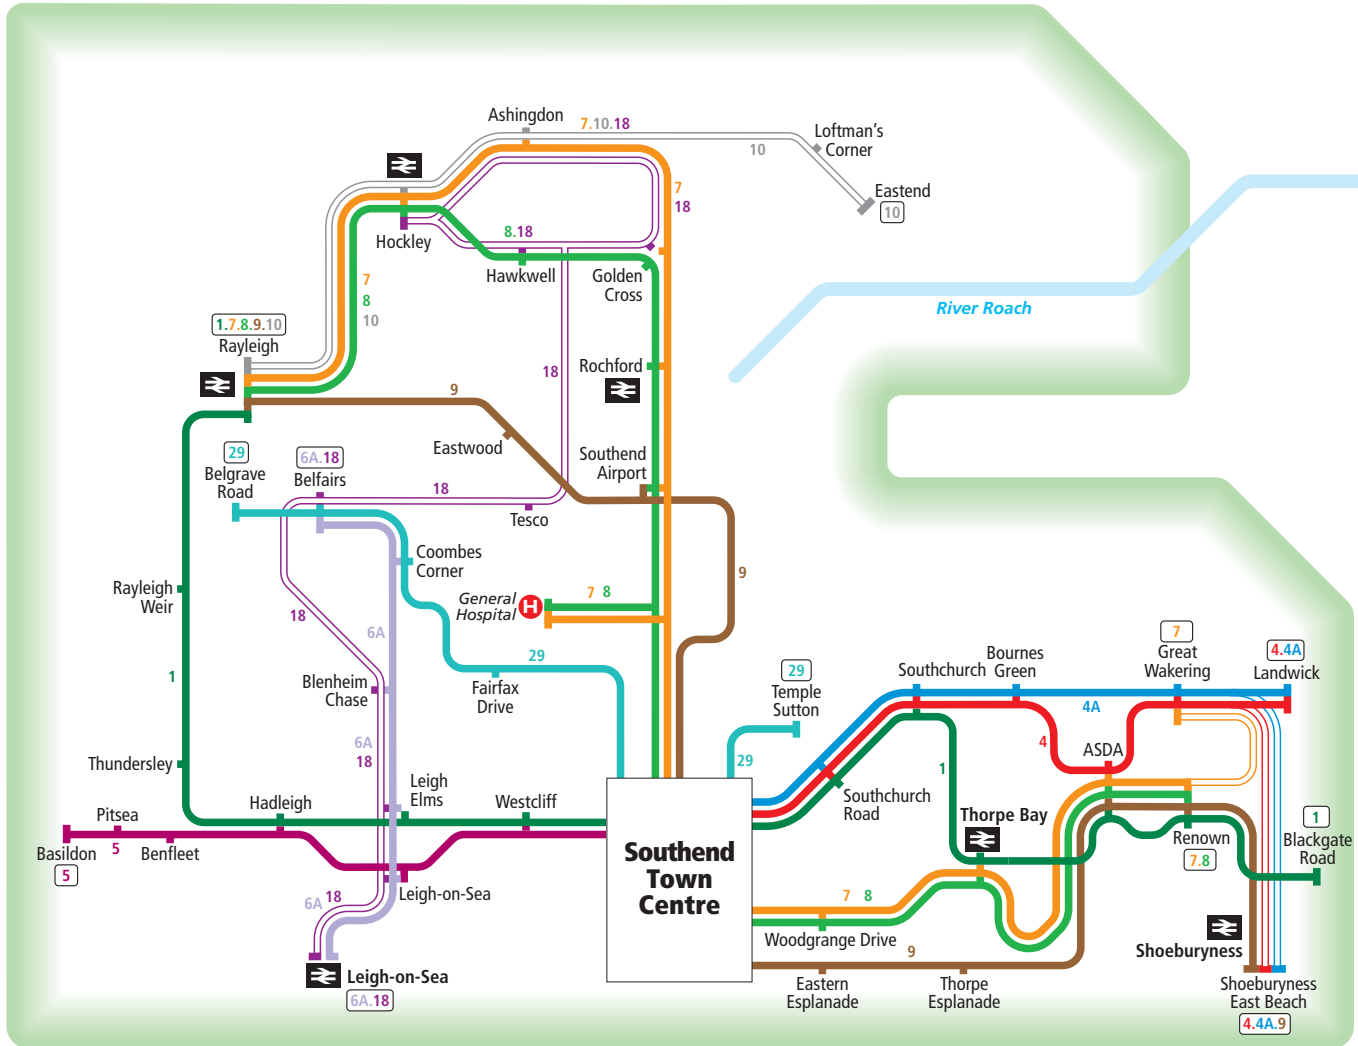 Ashingdon
7.10.18
Loftman's
Corner
10
Eastend
10
7
18
Hockley
8.18
Hawkwell
Golden
Cross
River Roach
7
8
10
1.7.8.9.10
Rayleigh
Rochford
18
9
Eastwood
Southend
Airport
29
Belgrave
Road
6A.18
Belfairs
18
Tesco
Coombes
Corner
9
Rayleigh
Weir
General
Hospital
H
7 8
18
6A
29
Fairfax
Drive
1
Blenheim
Chase
6A
18
Thundersley
Leigh
Elms
Hadleigh
Westcliff
Pitsea
5
Basildon
5
Benfleet
Leigh-on-Sea
6A
18
Leigh-on-Sea
6A.18
Southend
Town
Centre
29
Temple
Sutton
29
Southchurch
Bournes
Green
7
Great
Wakering
4.4A
Landwick
4A
4
ASDA
1
Southchurch
Road
Thorpe Bay
Renown
7.8
1
Blackgate
Road
7 8
Woodgrange Drive
9
Eastern
Esplanade
Thorpe
Esplanade
Shoeburyness
Shoeburyness
East Beach
4.4A.9